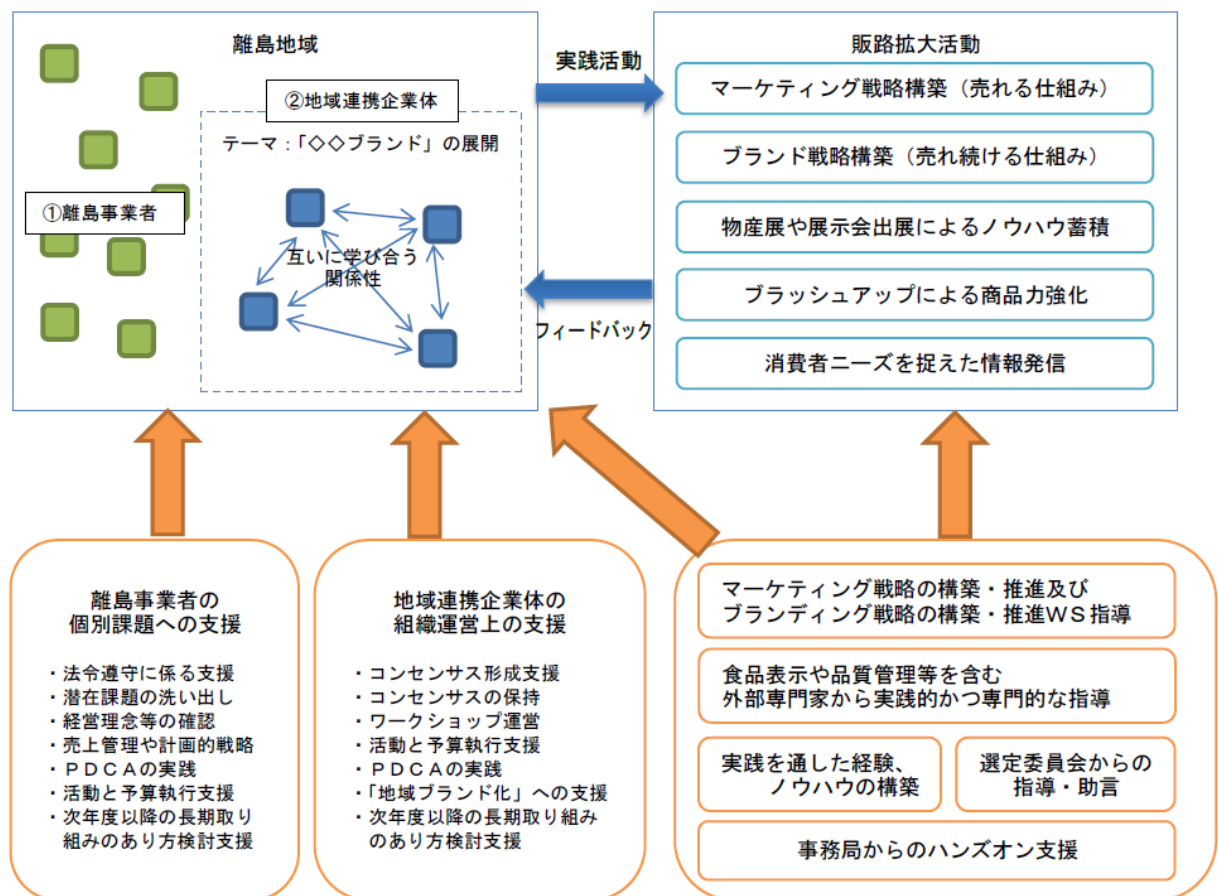 離島地域
②地域連携企業体
テーマ：「◇◇ブランド」の展開
①離島事業者
互いに学び合う
関係性
実践活動
フィードバック
販路拡大活動
マーケティング戦略構築（売れる仕組み）
ブランド戦略構築（売れ続ける仕組み）
物産展や展示会出展によるノウハウ蓄積
ブラッシュアップによる商品力強化
消費者ニーズを捉えた情報発信
離島事業者の
個別課題への支援
・法令遵守に係る支援
・潜在課題の洗い出し
・経営理念等の確認
・売上管理や計画的戦略
・ＰＤＣＡの実践
・活動と予算執行支援
・次年度以降の長期取り
組みのあり方検討支援
地域連携企業体の
組織運営上の支援
・コンセンサス形成支援
・コンセンサスの保持
・ワークショップ運営
・活動と予算執行支援
・ＰＤＣＡの実践
・「地域ブランド化」への支援
・次年度以降の長期取り組み
のあり方検討支援
マーケティング戦略の構築・推進及び
ブランディング戦略の構築・推進ＷＳ指導
食品表示や品質管理等を含む
外部専門家から実践的かつ専門的な指導
実践を通した経験、
ノウハウの構築
選定委員会からの
指導・助言
事務局からのハンズオン支援